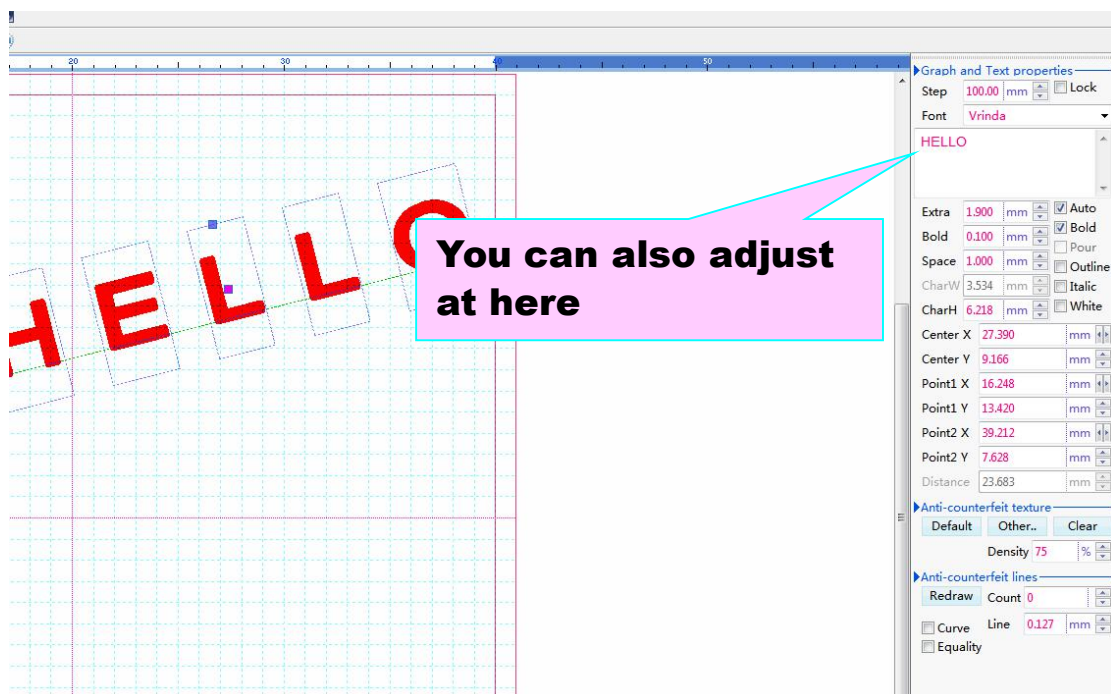 20 30 40 50
Graph and Text properties
Step 100.00 mm Lock
Font Vrinda
HELLO
HELLO
You can also adjust
at here
Extra 1.900 mm Auto
Bold 0.100 mm Bold
Pour
Space 1.000 mm Outline
CharW 3.534 mm Italic
CharH 6.218 mm White
Center X 27.390 mm
Center Y 9.166 mm
Point1 X 16.248 mm
Point1 Y 13.420 mm
Point2 X 39.212 mm
Point2 Y 7.628 mm
Distance 23.683 mm
Anti-counterfeit texture
Default Other.. Clear
Density 75 %
Anti-counterfeit lines
Redraw Count 0
Curve Line 0.127 mm
Equality